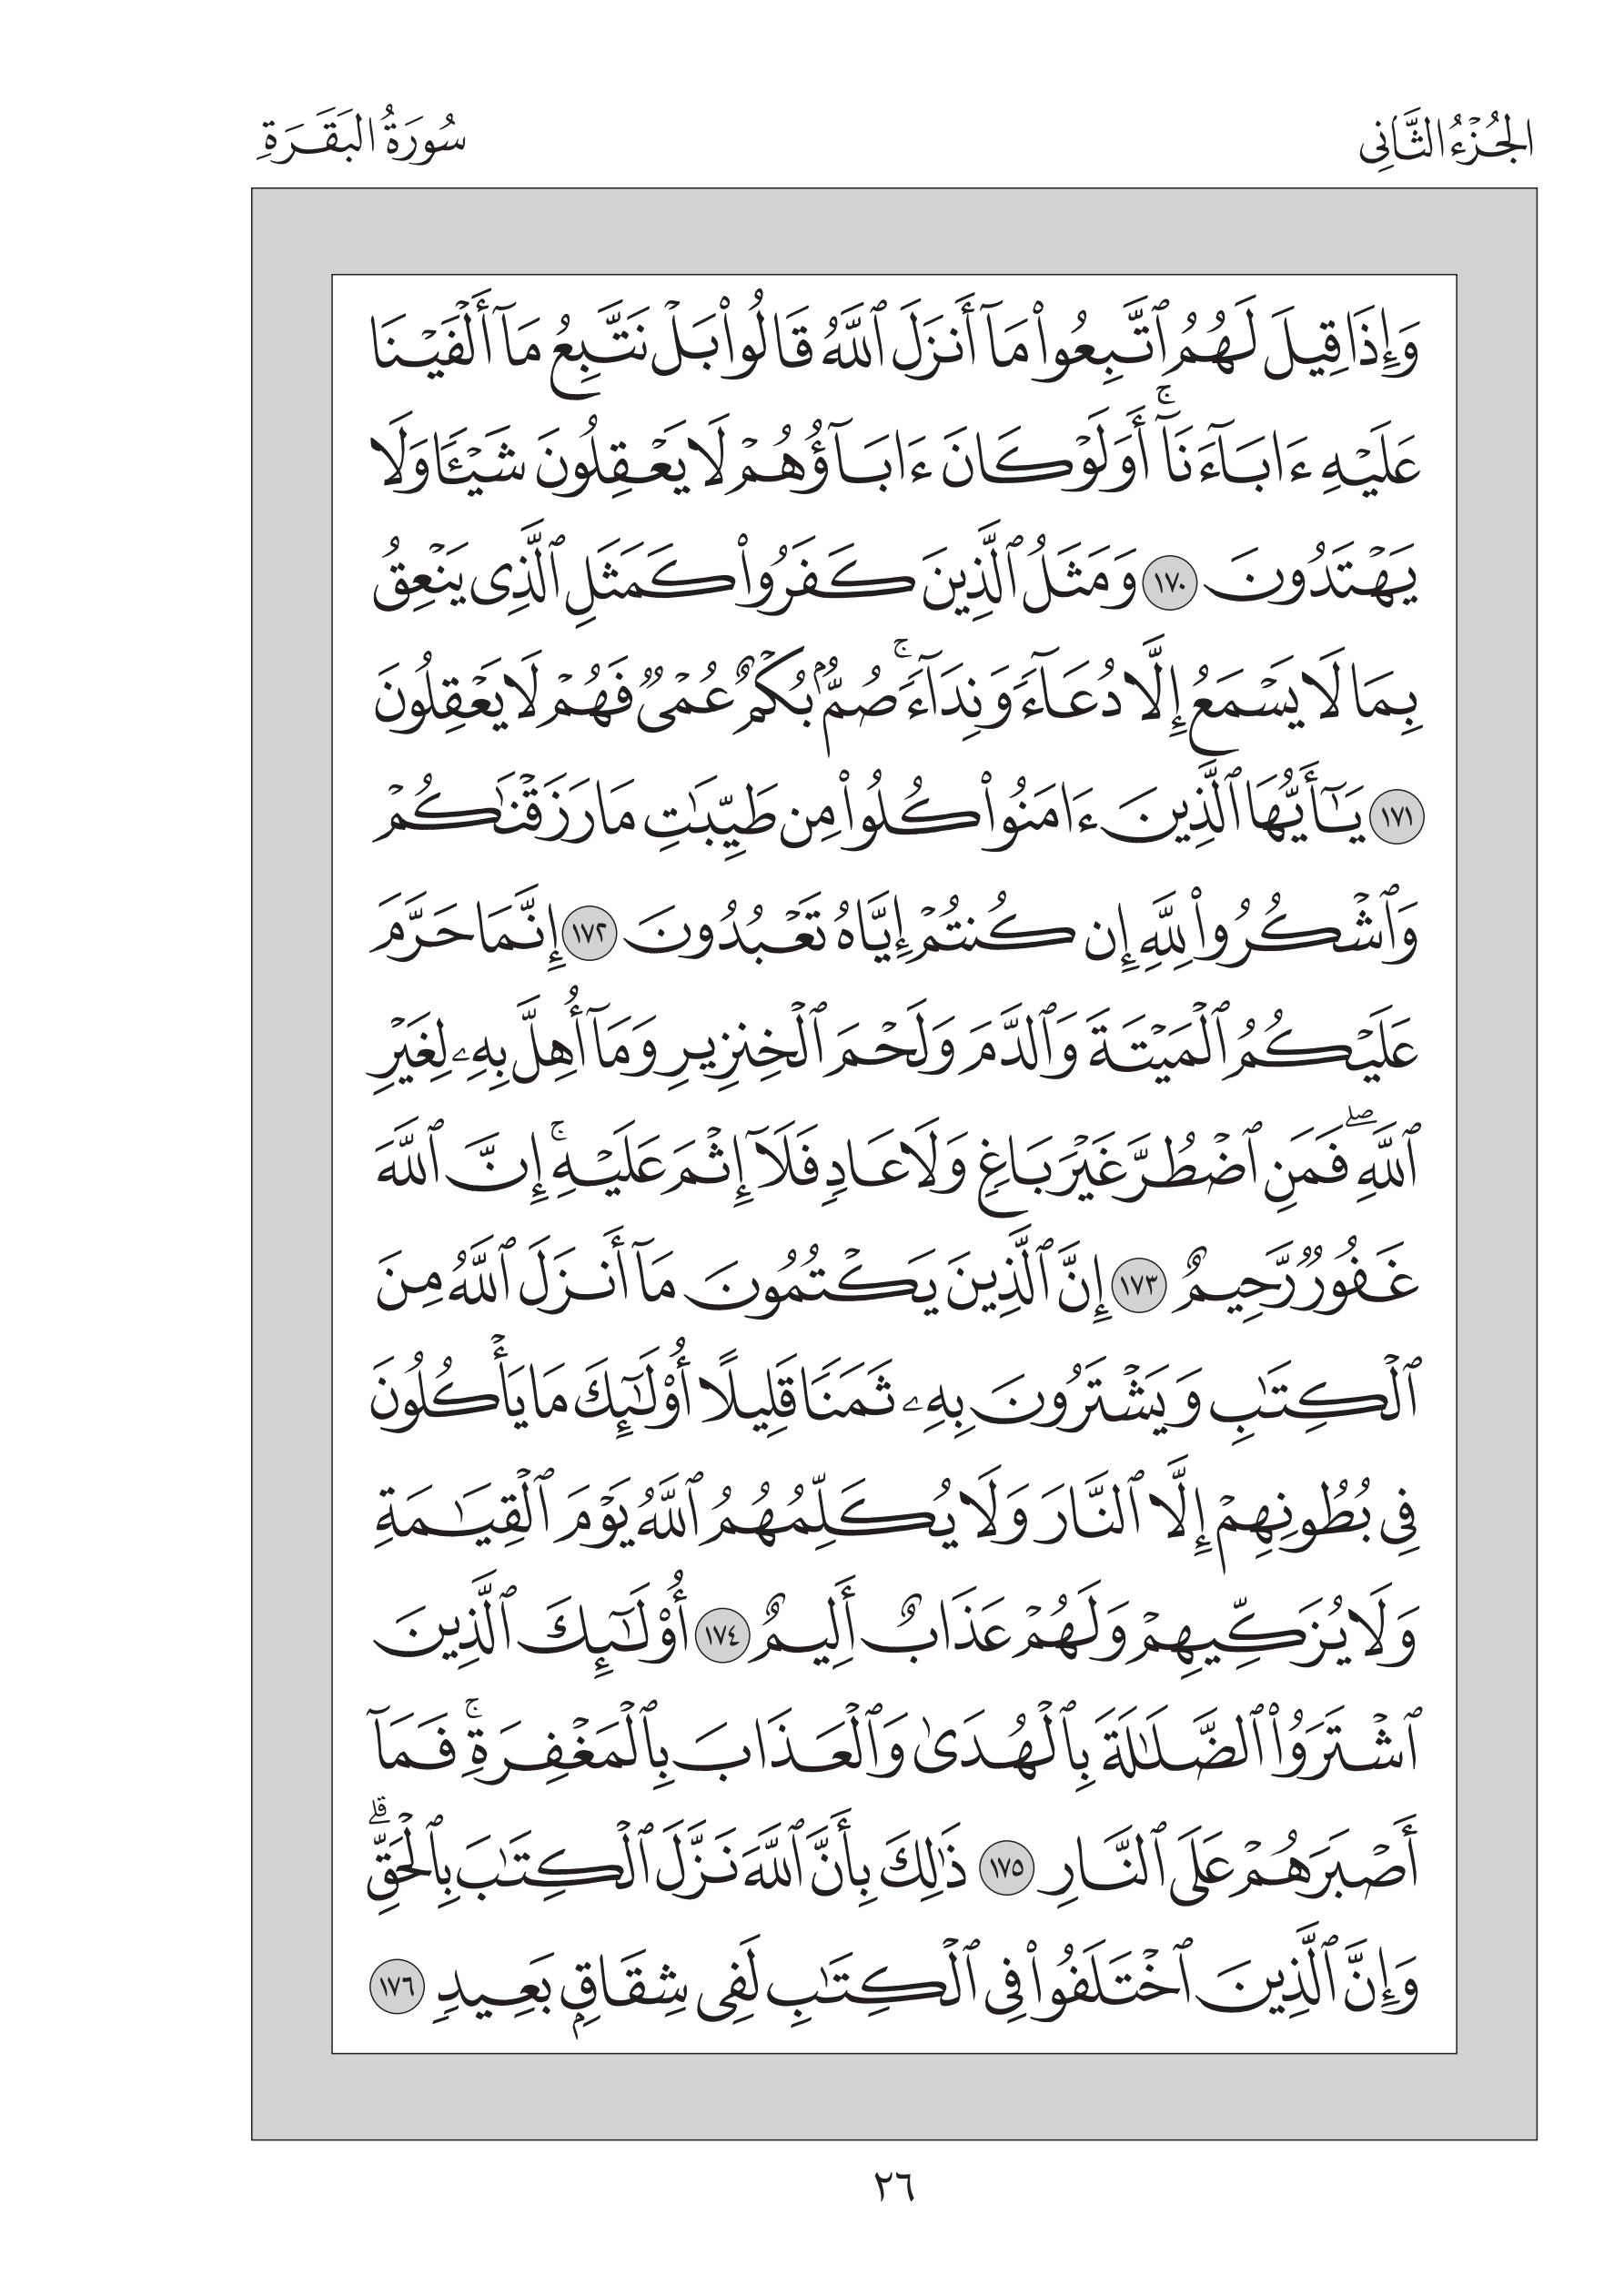 الجُزْءُ الثَّانِي
سُورَةُ البَقَرَةِ
وَإِذَا قِيلَ لَهُمُ ٱتَّبِعُوا۟ مَآ أَنزَلَ ٱللَّهُ قَالُوا۟ بَلْ نَتَّبِعُ مَآ أَلْفَيْنَا
عَلَيْهِ ءَابَآءَنَآ ۚ أَوَلَوْ كَانَ ءَابَآؤُهُمْ لَا يَعْقِلُونَ شَيْـًٔا وَلَا
يَهْتَدُونَ ١٧٠ وَمَثَلُ ٱلَّذِينَ كَفَرُوا۟ كَمَثَلِ ٱلَّذِى يَنْعِقُ
بِمَا لَا يَسْمَعُ إِلَّا دُعَآءً وَنِدَآءً ۚ صُمٌّۢ بُكْمٌ عُمْىٌ فَهُمْ لَا يَعْقِلُونَ
١٧١ يَـٰٓأَيُّهَا ٱلَّذِينَ ءَامَنُوا۟ كُلُوا۟ مِن طَيِّبَـٰتِ مَا رَزَقْنَـٰكُمْ
وَٱشْكُرُوا۟ لِلَّهِ إِن كُنتُمْ إِيَّاهُ تَعْبُدُونَ ١٧٢ إِنَّمَا حَرَّمَ
عَلَيْكُمُ ٱلْمَيْتَةَ وَٱلدَّمَ وَلَحْمَ ٱلْخِنزِيرِ وَمَآ أُهِلَّ بِهِۦ لِغَيْرِ
ٱللَّهِ ۖ فَمَنِ ٱضْطُرَّ غَيْرَ بَاغٍ وَلَا عَادٍ فَلَآ إِثْمَ عَلَيْهِ ۚ إِنَّ ٱللَّهَ
غَفُورٌ رَّحِيمٌ ١٧٣ إِنَّ ٱلَّذِينَ يَكْتُمُونَ مَآ أَنزَلَ ٱللَّهُ مِنَ
ٱلْكِتَـٰبِ وَيَشْتَرُونَ بِهِۦ ثَمَنًا قَلِيلًا أُو۟لَـٰٓئِكَ مَا يَأْكُلُونَ
فِى بُطُونِهِمْ إِلَّا ٱلنَّارَ وَلَا يُكَلِّمُهُمُ ٱللَّهُ يَوْمَ ٱلْقِيَـٰمَةِ
وَلَا يُزَكِّيهِمْ وَلَهُمْ عَذَابٌ أَلِيمٌ ١٧٤ أُو۟لَـٰٓئِكَ ٱلَّذِينَ
ٱشْتَرَوُا۟ ٱلضَّلَـٰلَةَ بِٱلْهُدَىٰ وَٱلْعَذَابَ بِٱلْمَغْفِرَةِ ۚ فَمَآ
أَصْبَرَهُمْ عَلَى ٱلنَّارِ ١٧٥ ذَٰلِكَ بِأَنَّ ٱللَّهَ نَزَّلَ ٱلْكِتَـٰبَ بِٱلْحَقِّ ۗ
وَإِنَّ ٱلَّذِينَ ٱخْتَلَفُوا۟ فِى ٱلْكِتَـٰبِ لَفِى شِقَاقٍۭ بَعِيدٍ ١٧٦
٢٦